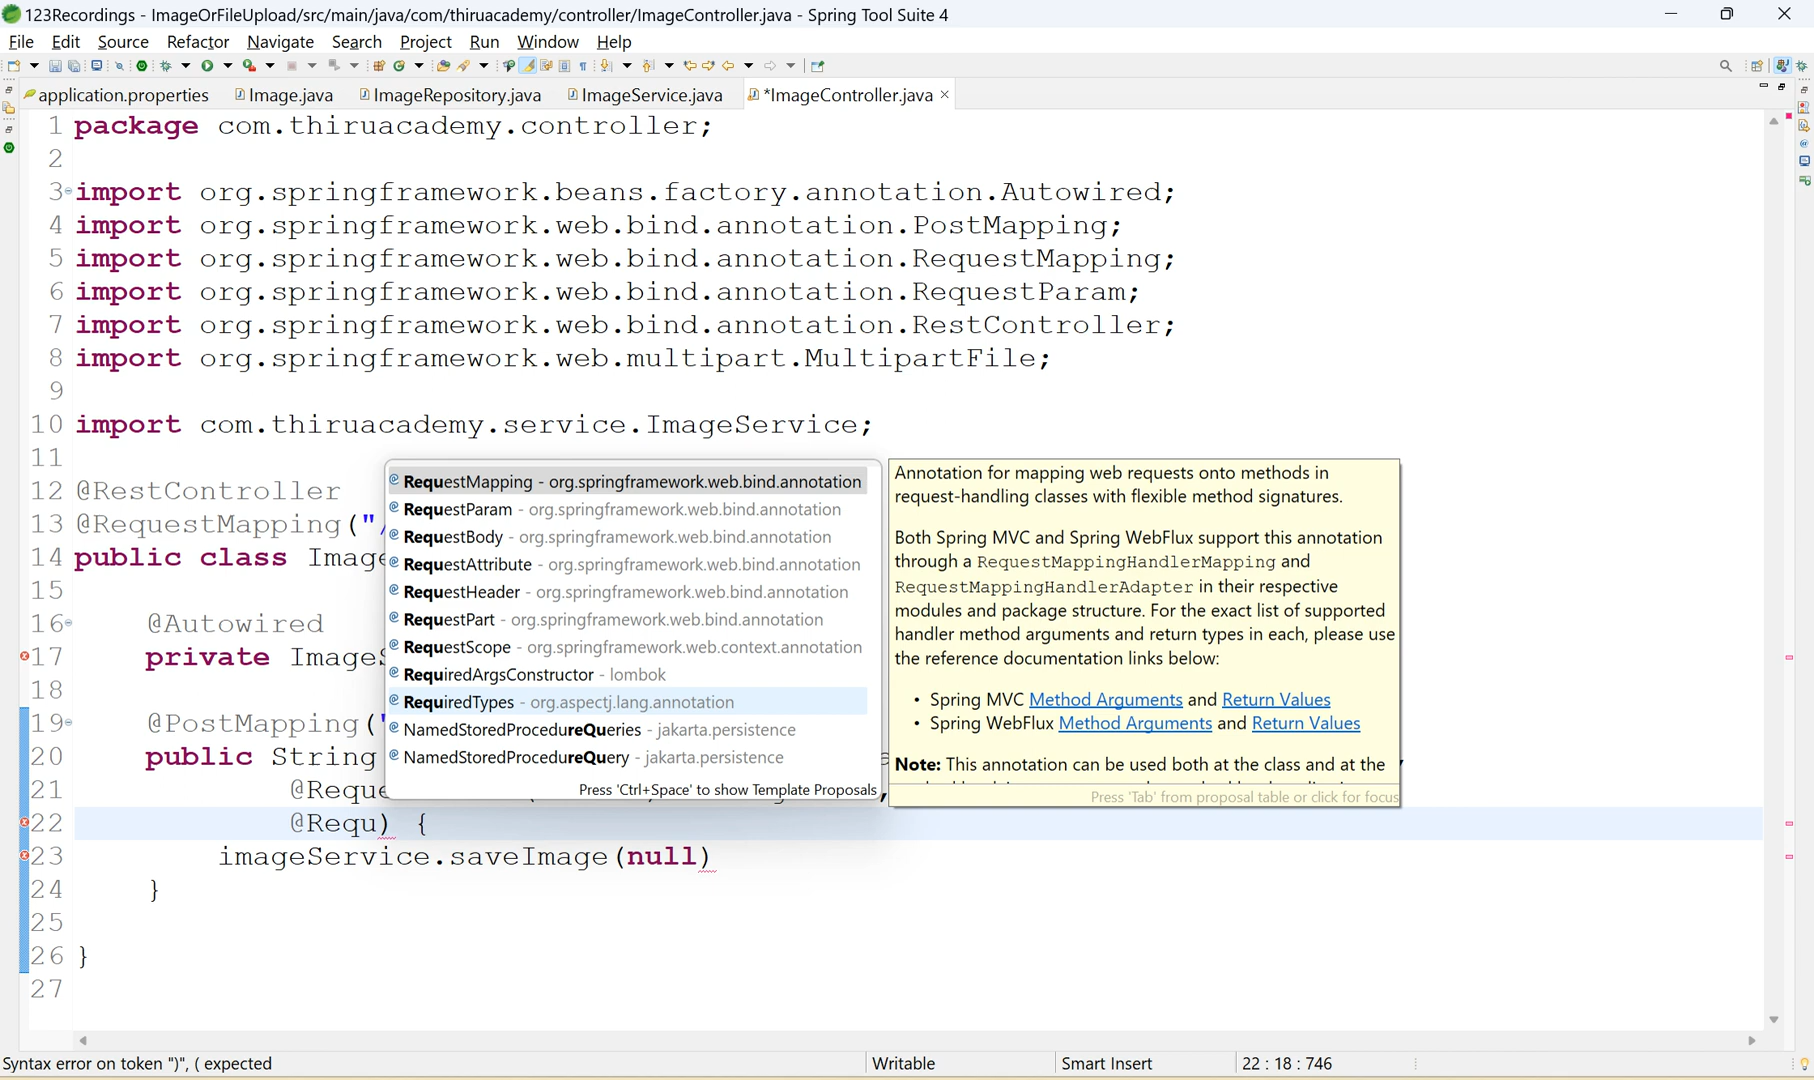 123Recordings - ImageOrFileUpload/src/main/java/com/thiruacademy/controller/ImageController.java - Spring Tool Suite 4
File Edit Source Refactor Navigate Search Project Run Window Help
application.properties Image.java ImageRepository.java ImageService.java *ImageController.java
1 package com.thiruacademy.controller;
2
3 import org.springframework.beans.factory.annotation.Autowired;
4 import org.springframework.web.bind.annotation.PostMapping;
5 import org.springframework.web.bind.annotation.RequestMapping;
6 import org.springframework.web.bind.annotation.RequestParam;
7 import org.springframework.web.bind.annotation.RestController;
8 import org.springframework.web.multipart.MultipartFile;
9
10 import com.thiruacademy.service.ImageService;
11
12 @RestController
13 @RequestMapping("/
14 public class Image
15
16 @Autowired
17 private Image
18
19 @PostMapping("
20 public String
21 @Reque
22 @Requ) {
23 imageService.saveImage(null)
24 }
25
26 }
27
RequestMapping - org.springframework.web.bind.annotation
RequestParam - org.springframework.web.bind.annotation
RequestBody - org.springframework.web.bind.annotation
RequestAttribute - org.springframework.web.bind.annotation
RequestHeader - org.springframework.web.bind.annotation
RequestPart - org.springframework.web.bind.annotation
RequestScope - org.springframework.web.context.annotation
RequiredArgsConstructor - lombok
RequiredTypes - org.aspectj.lang.annotation
NamedStoredProcedureQueries - jakarta.persistence
NamedStoredProcedureQuery - jakarta.persistence
Press 'Ctrl+Space' to show Template Proposals
Annotation for mapping web requests onto methods in
request-handling classes with flexible method signatures.
Both Spring MVC and Spring WebFlux support this annotation
through a RequestMappingHandlerMapping and
RequestMappingHandlerAdapter in their respective
modules and package structure. For the exact list of supported
handler method arguments and return types in each, please use
the reference documentation links below:
• Spring MVC Method Arguments and Return Values
• Spring WebFlux Method Arguments and Return Values
Note: This annotation can be used both at the class and at the
Press 'Tab' from proposal table or click for focus
Syntax error on token ")", ( expected Writable Smart Insert 22 : 18 : 746